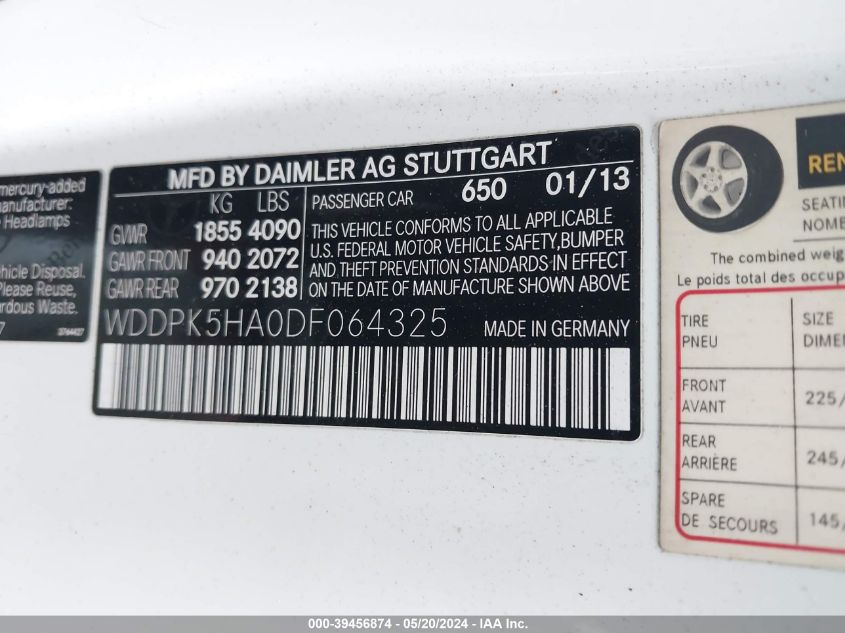 mercury-added
manufacturer:
Headlamps
Vehicle Disposal.
Please Reuse,
Hazardous Waste.
MFD BY DAIMLER AG STUTTGART
KG LBS
GVWR 1855 4090
GAWR FRONT 940 2072
GAWR REAR 970 2138
PASSENGER CAR 650 01/13
THIS VEHICLE CONFORMS TO ALL APPLICABLE
U.S. FEDERAL MOTOR VEHICLE SAFETY,BUMPER
AND THEFT PREVENTION STANDARDS IN EFFECT
ON THE DATE OF MANUFACTURE SHOWN ABOVE
WDDPK5HA0DF064325 MADE IN GERMANY
REN
SEATI
NOMB
The combined weig
Le poids total des occup
TIRE SIZE
PNEU DIMEN
FRONT
AVANT 225/
REAR
ARRIÈRE 245/
SPARE
DE SECOURS 145/
000-39456874 — 05/20/2024 — IAA Inc.